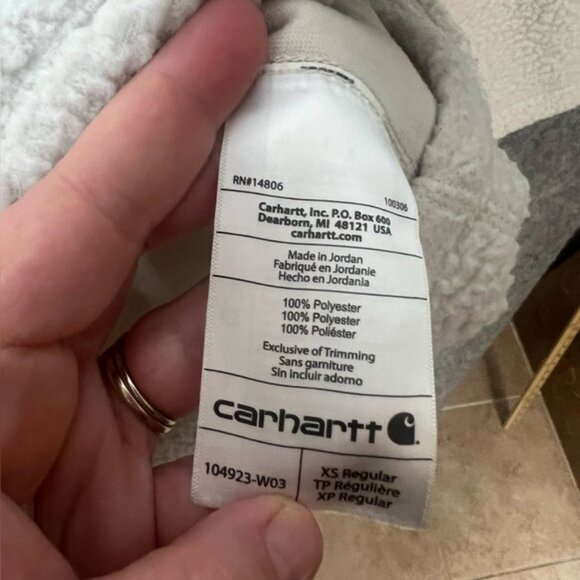 RN#14806 100306
Carhartt, Inc. P.O. Box 600
Dearborn, MI 48121 USA
carhartt.com
Made in Jordan
Fabriqué en Jordanie
Hecho en Jordania
100% Polyester
100% Polyester
100% Poliéster
Exclusive of Trimming
Sans garniture
Sin incluir adorno
carhartt
104923-W03
XS Regular
TP Régulière
XP Regular